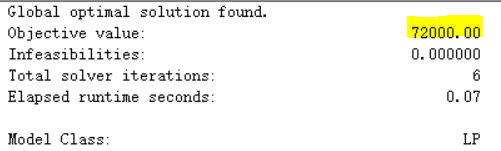 Global optimal solution found.
Objective value: 72000.00
Infeasibilities: 0.000000
Total solver iterations: 6
Elapsed runtime seconds: 0.07
Model Class: LP